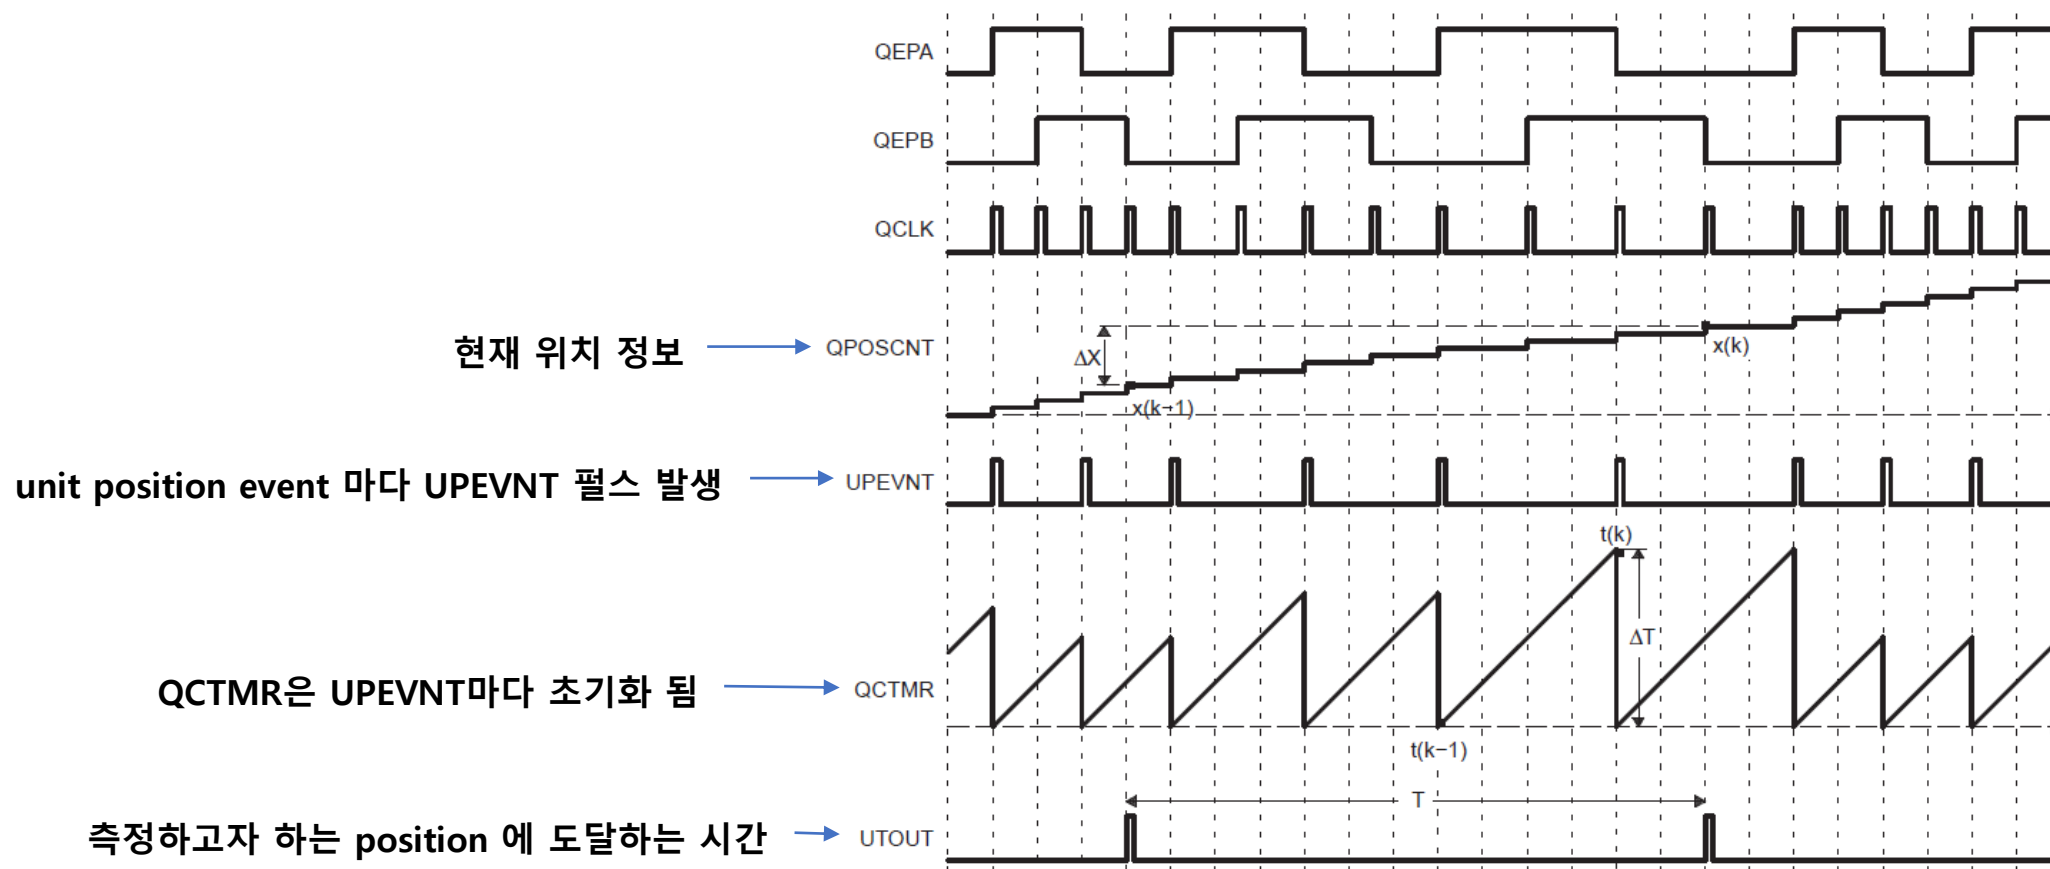 QEPA
QEPB
QCLK
현재 위치 정보
QPOSCNT
ΔX
x(k−1)
x(k)
unit position event 마다 UPEVNT 펄스 발생
UPEVNT
t(k)
ΔT
QCTMR은 UPEVNT마다 초기화 됨
QCTMR
t(k−1)
T
측정하고자 하는 position 에 도달하는 시간
UTOUT